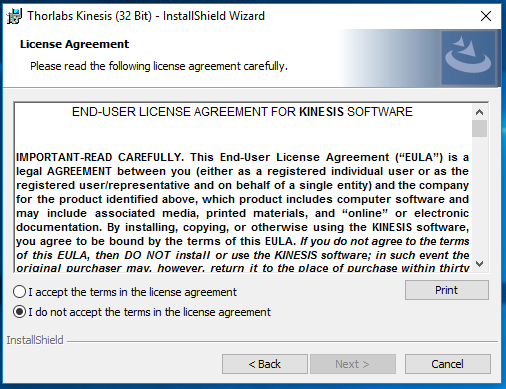 Thorlabs Kinesis (32 Bit) - InstallShield Wizard
License Agreement
Please read the following license agreement carefully.
END-USER LICENSE AGREEMENT FOR KINESIS SOFTWARE
IMPORTANT-READ CAREFULLY. This End-User License Agreement (“EULA”) is a
legal AGREEMENT between you (either as a registered individual user or as the
registered user/representative and on behalf of a single entity) and the company
for the product identified above, which product includes computer software and
may include associated media, printed materials, and “online” or electronic
documentation. By installing, copying, or otherwise using the KINESIS software,
you agree to be bound by the terms of this EULA. If you do not agree to the terms
of this EULA, then DO NOT install or use the KINESIS software; in such event the
original purchaser may, however, return it to the place of purchase within thirty
I accept the terms in the license agreement
Print
I do not accept the terms in the license agreement
InstallShield
< Back
Next >
Cancel